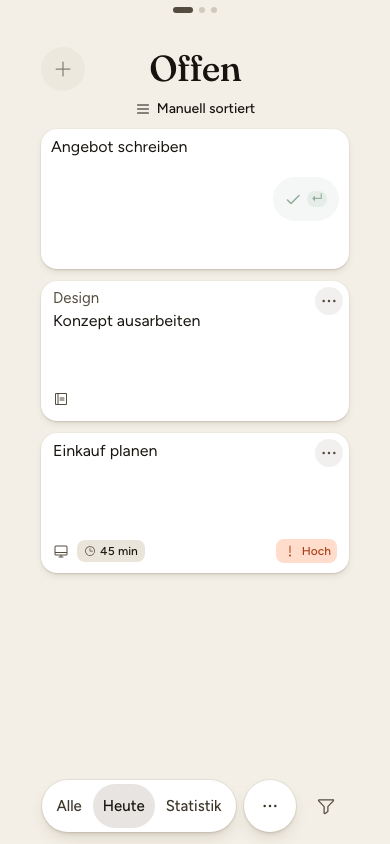 Offen
Manuell sortiert
Angebot schreiben
Design
Konzept ausarbeiten
Einkauf planen
45 min
Hoch
Alle Heute Statistik